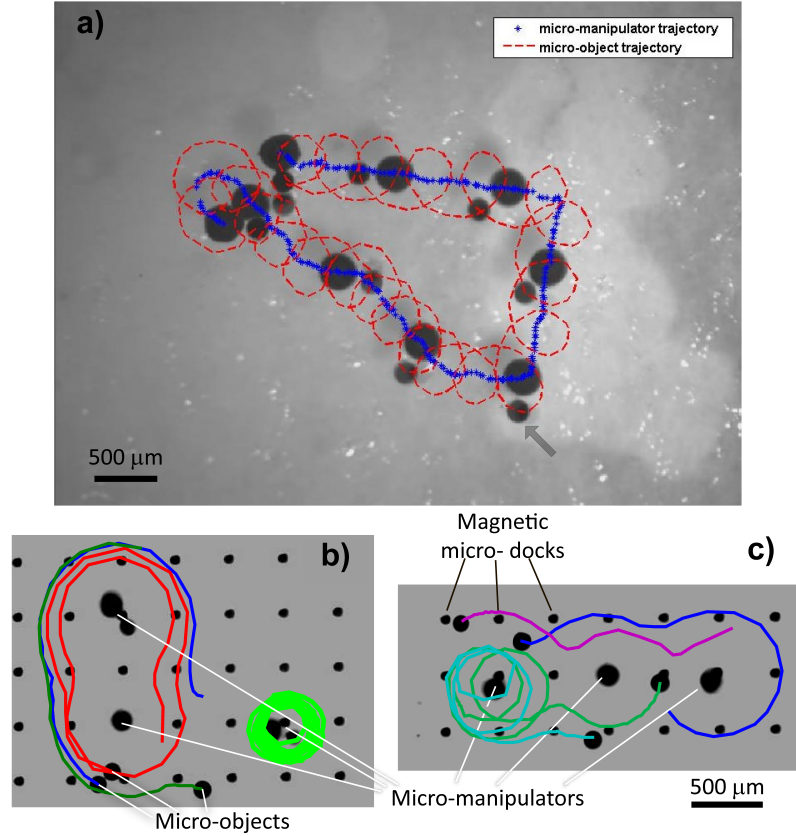 a)
micro-manipulator trajectory
micro-object trajectory
500 µm
Magnetic
micro- docks
b)
c)
Micro-manipulators
Micro-objects
500 µm